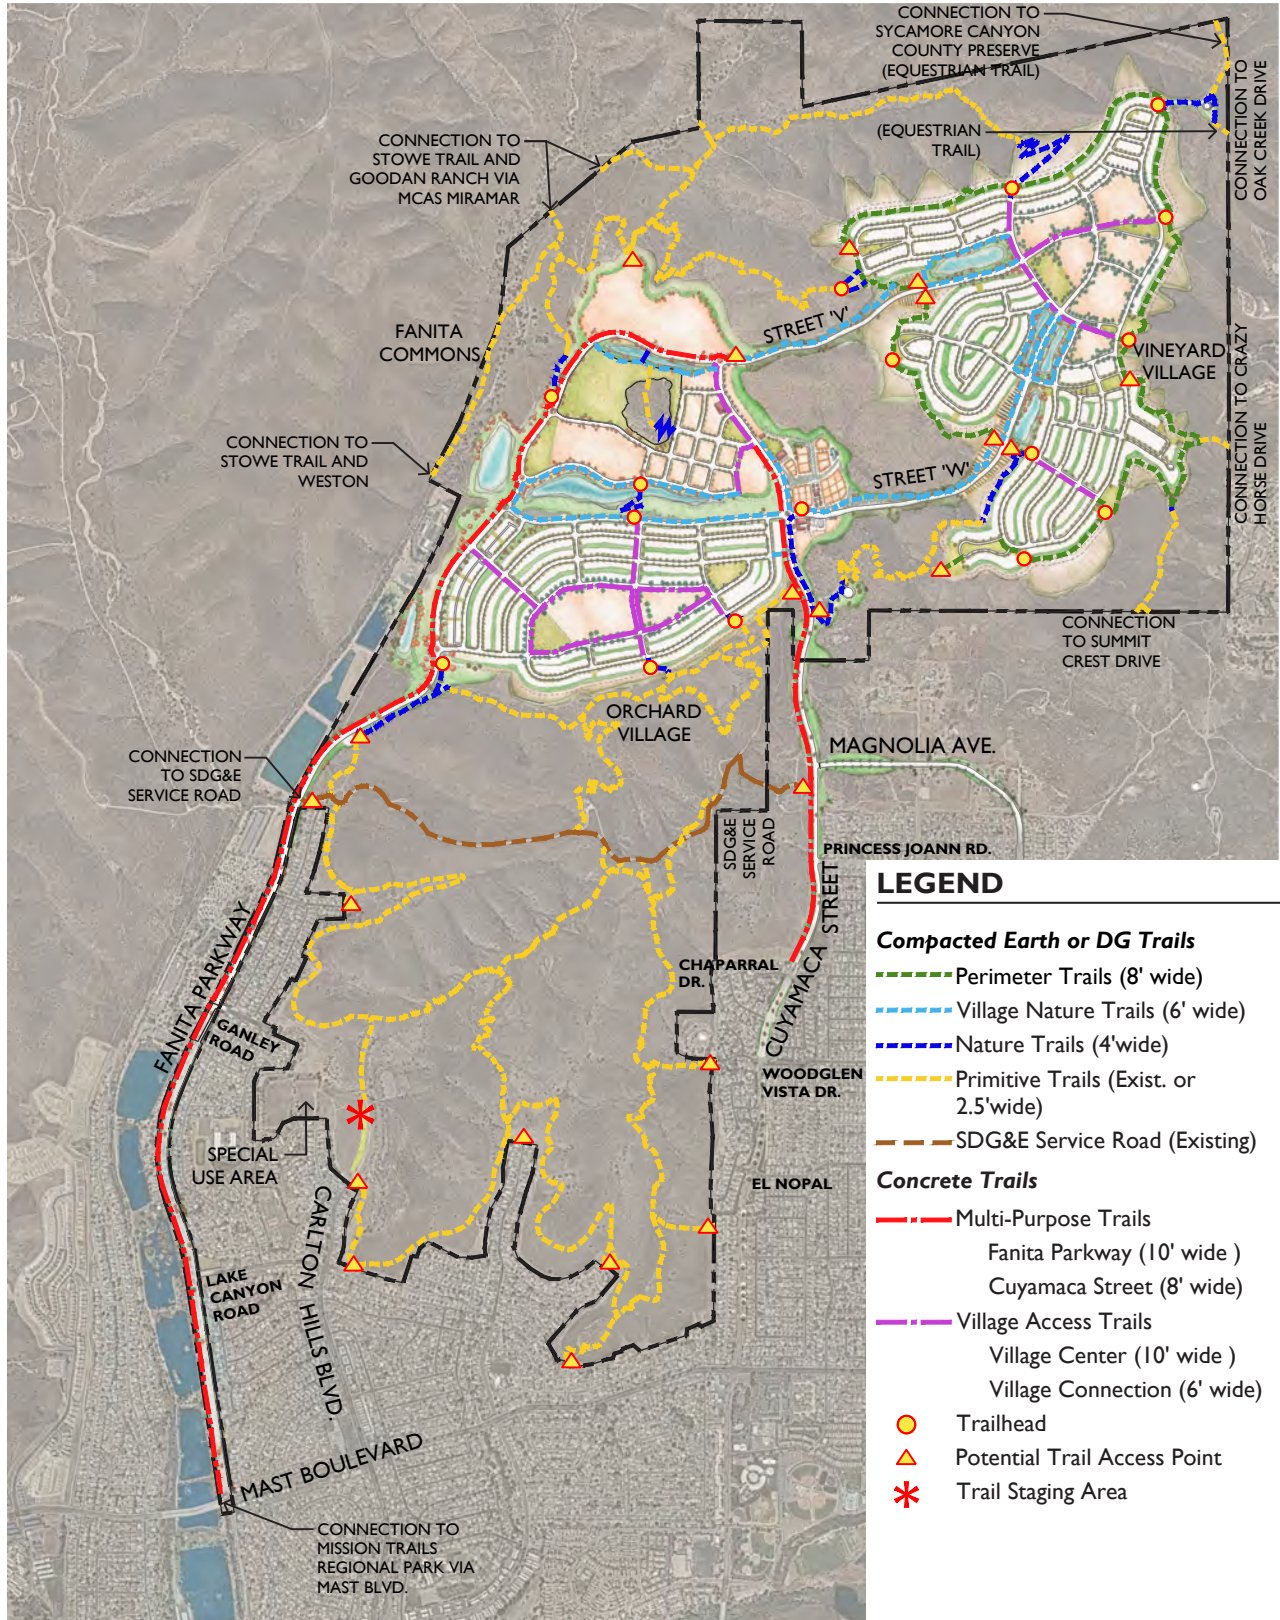 CONNECTION TO
SYCAMORE CANYON
COUNTY PRESERVE
(EQUESTRIAN TRAIL)
CONNECTION TO
OAK CREEK DRIVE
(EQUESTRIAN
TRAIL)
CONNECTION TO
STOWE TRAIL AND
GOODAN RANCH VIA
MCAS MIRAMAR
FANITA
COMMONS
STREET 'V'
VINEYARD
VILLAGE
CONNECTION TO CRAZY
HORSE DRIVE
CONNECTION TO
STOWE TRAIL AND
WESTON
STREET 'W'
CONNECTION
TO SUMMIT
CREST DRIVE
ORCHARD
VILLAGE
MAGNOLIA AVE.
CONNECTION
TO SDG&E
SERVICE ROAD
SDG&E
SERVICE
ROAD
PRINCESS JOANN RD.
FANITA PARKWAY
CHAPARRAL
DR.
CUYAMACA STREET
GANLEY
ROAD
WOODGLEN
VISTA DR.
SPECIAL
USE AREA
EL NOPAL
CARLTON HILLS BLVD.
LAKE
CANYON
ROAD
MAST BOULEVARD
CONNECTION TO
MISSION TRAILS
REGIONAL PARK VIA
MAST BLVD.
LEGEND
Compacted Earth or DG Trails
Perimeter Trails (8' wide)
Village Nature Trails (6' wide)
Nature Trails (4'wide)
Primitive Trails (Exist. or
2.5'wide)
SDG&E Service Road (Existing)
Concrete Trails
Multi-Purpose Trails
Fanita Parkway (10' wide )
Cuyamaca Street (8' wide)
Village Access Trails
Village Center (10' wide )
Village Connection (6' wide)
Trailhead
Potential Trail Access Point
Trail Staging Area